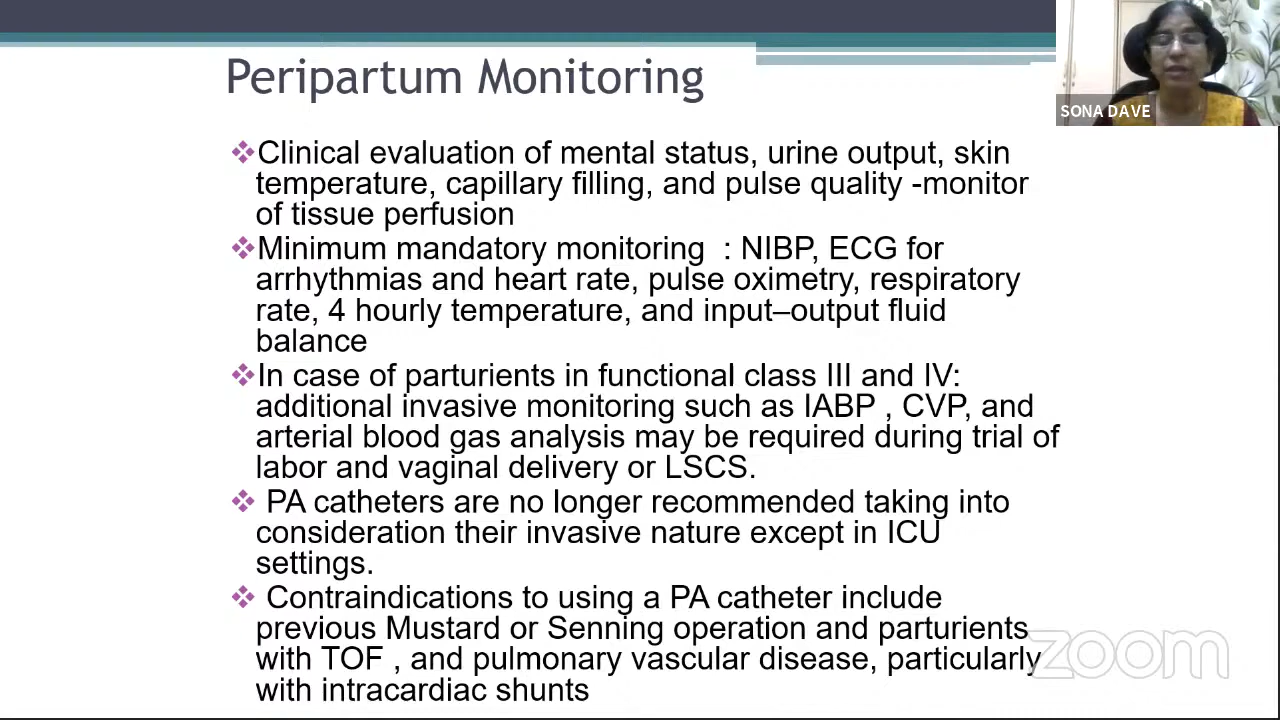 Peripartum Monitoring
SONA DAVE
❖Clinical evaluation of mental status, urine output, skin
temperature, capillary filling, and pulse quality -monitor
of tissue perfusion
❖Minimum mandatory monitoring : NIBP, ECG for
arrhythmias and heart rate, pulse oximetry, respiratory
rate, 4 hourly temperature, and input–output fluid
balance
❖In case of parturients in functional class III and IV:
additional invasive monitoring such as IABP , CVP, and
arterial blood gas analysis may be required during trial of
labor and vaginal delivery or LSCS.
❖ PA catheters are no longer recommended taking into
consideration their invasive nature except in ICU
settings.
❖ Contraindications to using a PA catheter include
previous Mustard or Senning operation and parturients
with TOF , and pulmonary vascular disease, particularly
with intracardiac shunts
zoom